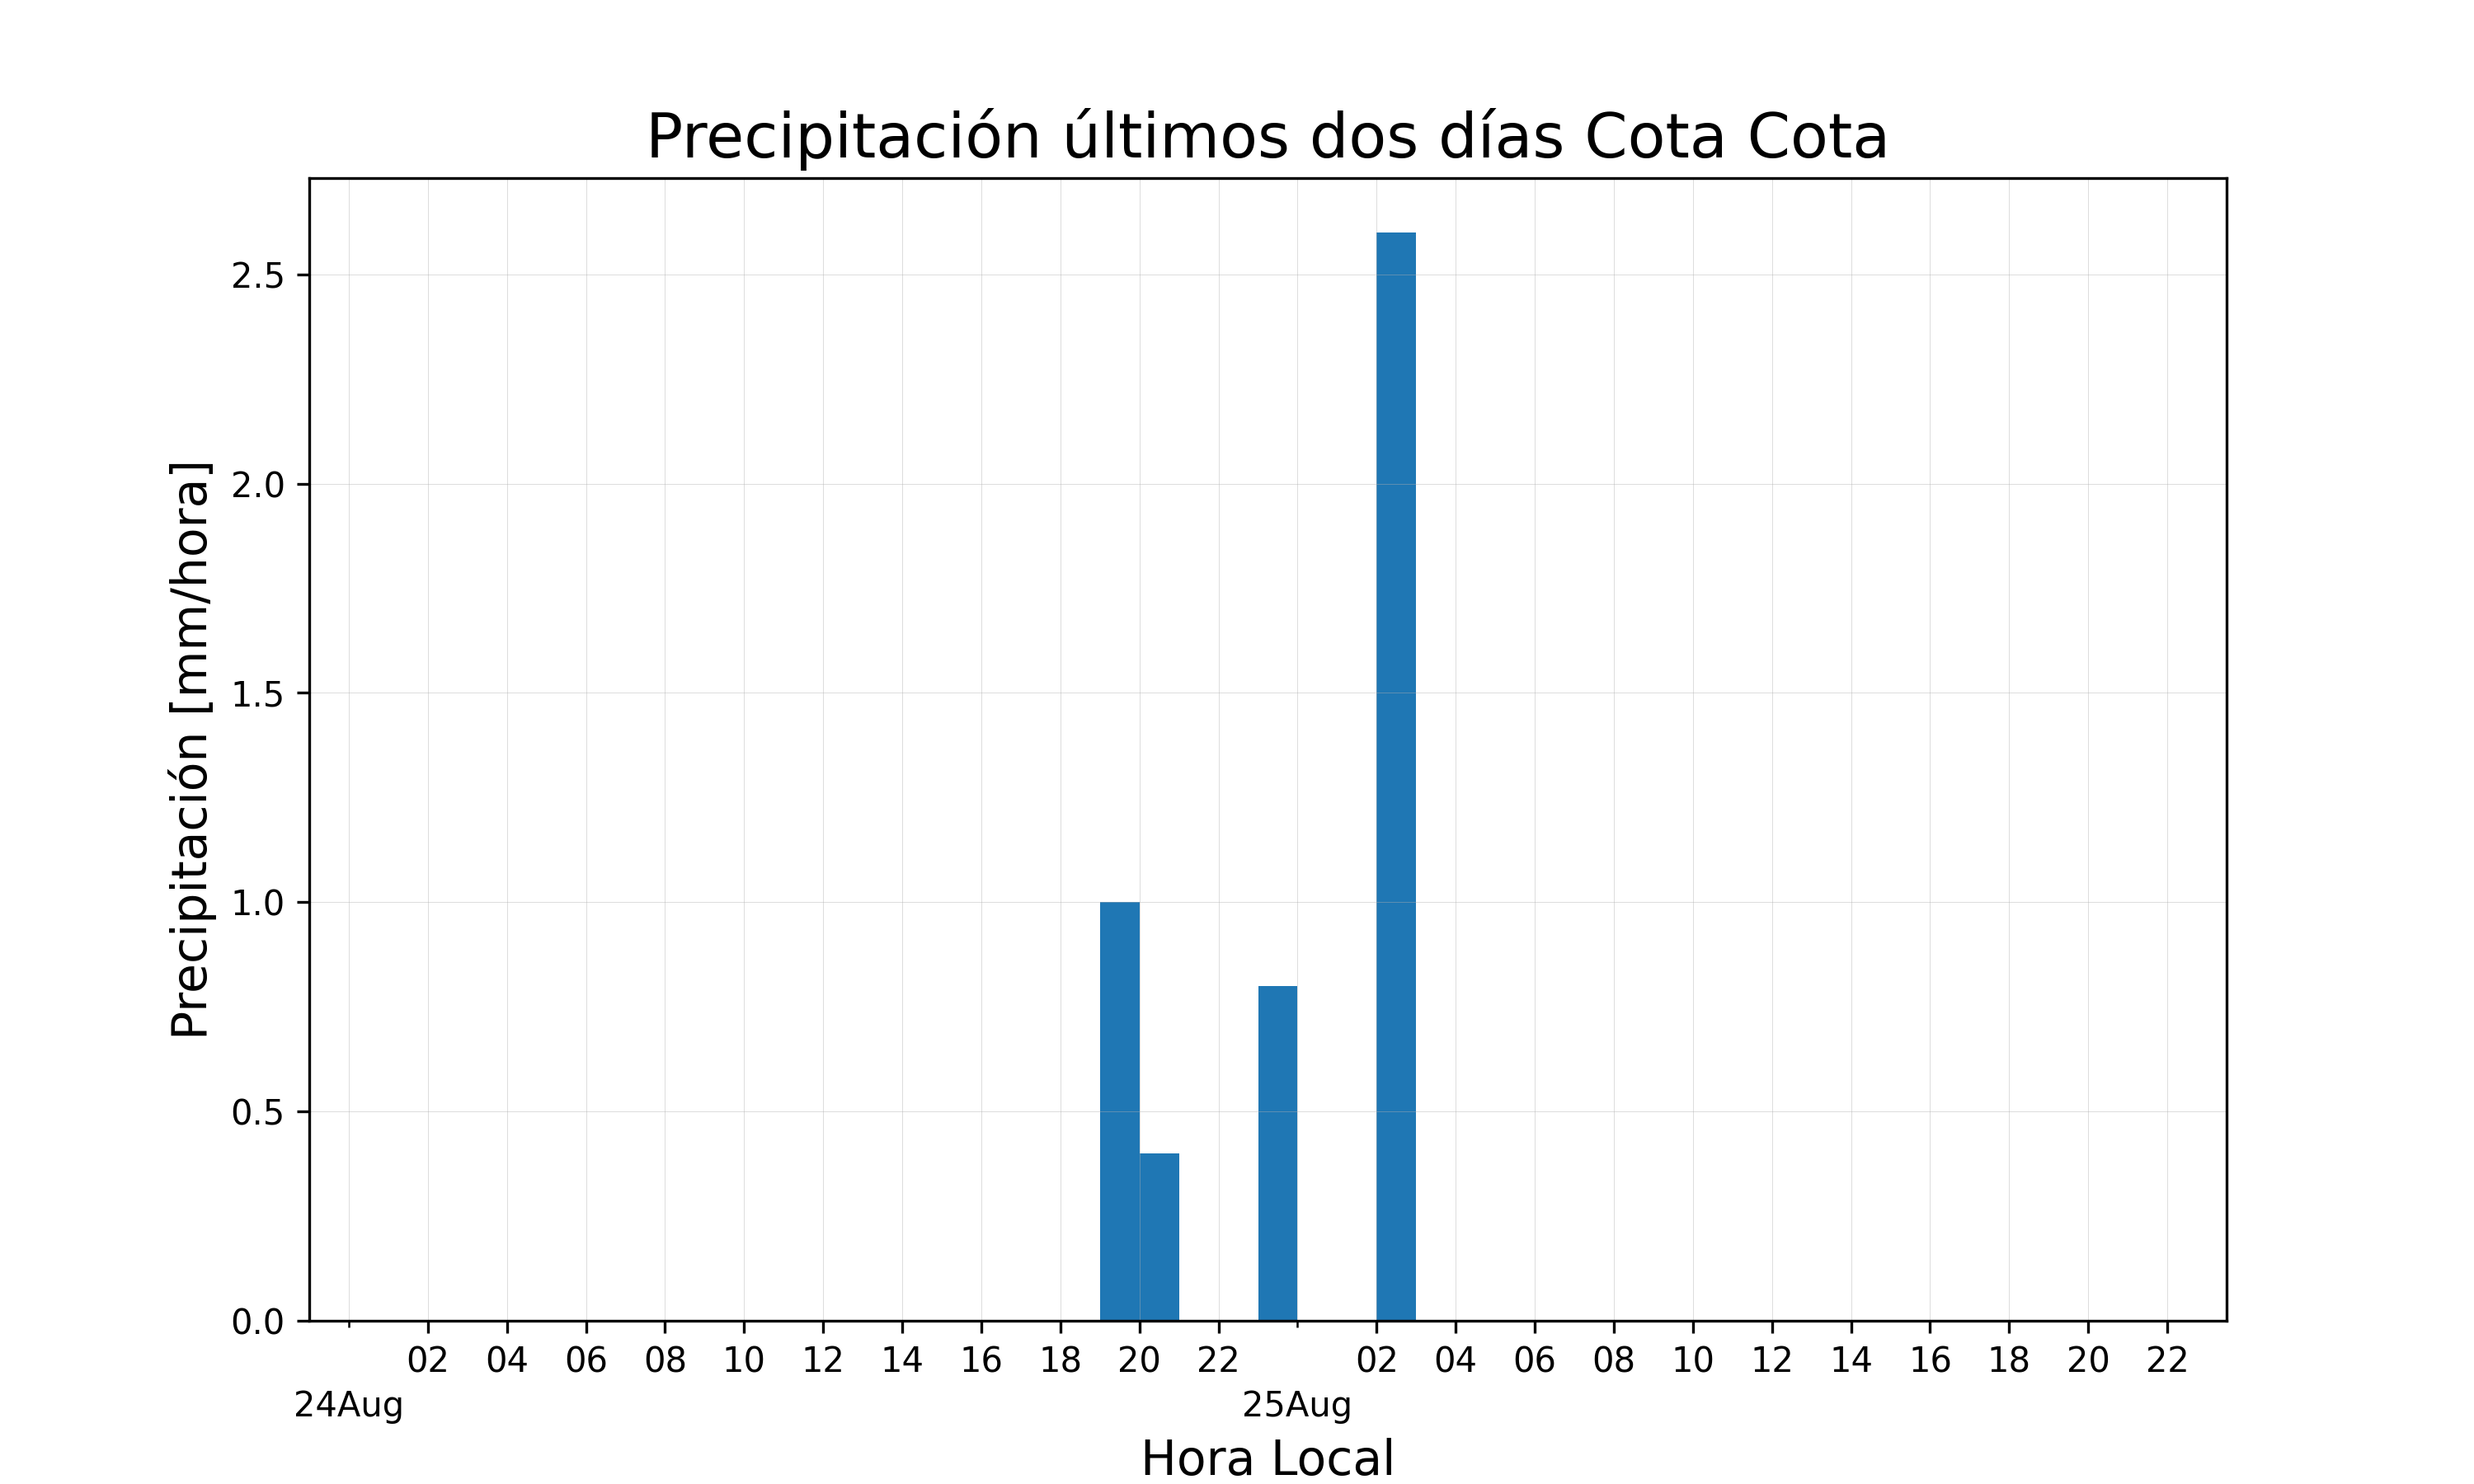 Precipitación últimos dos días Cota Cota
Precipitación [mm/hora]
2.5
2.0
1.5
1.0
0.5
0.0
02 04 06 08 10 12 14 16 18 20 22 02 04 06 08 10 12 14 16 18 20 22
24Aug 25Aug
Hora Local